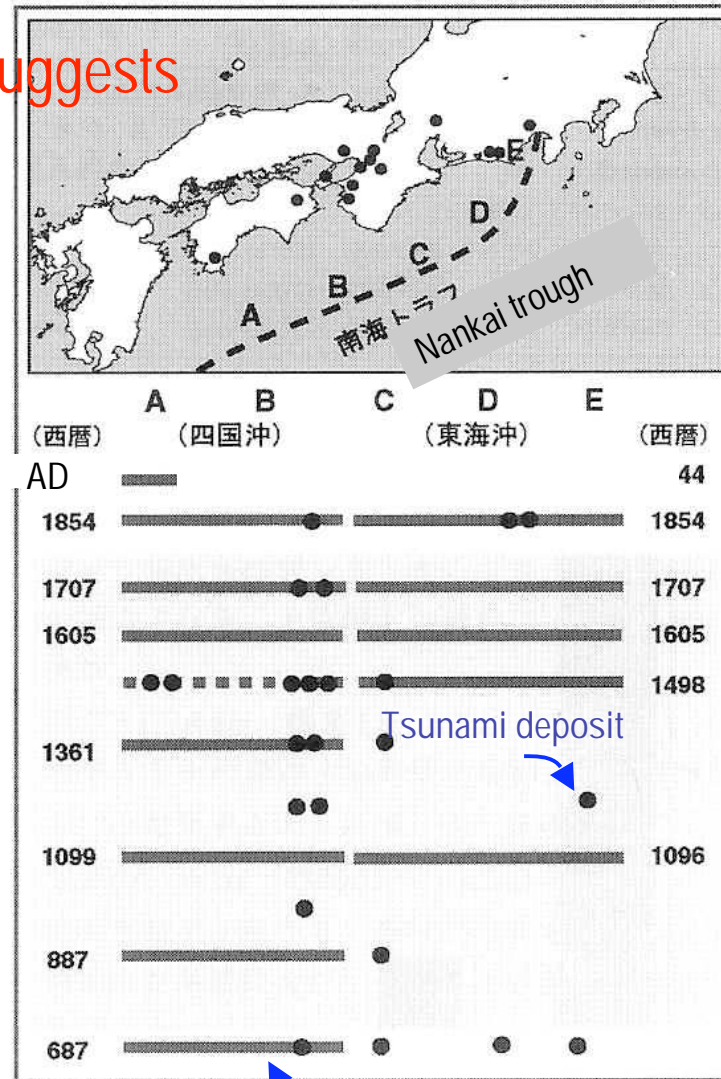 uggests
E
D
C
B
A
南海トラフ
Nankai trough
A B C D E
(西暦) (四国沖) (東海沖) (西暦)
AD 44
1854 1854
1707 1707
1605 1605
1498
Tsunami deposit
1361
1099 1096
887
687